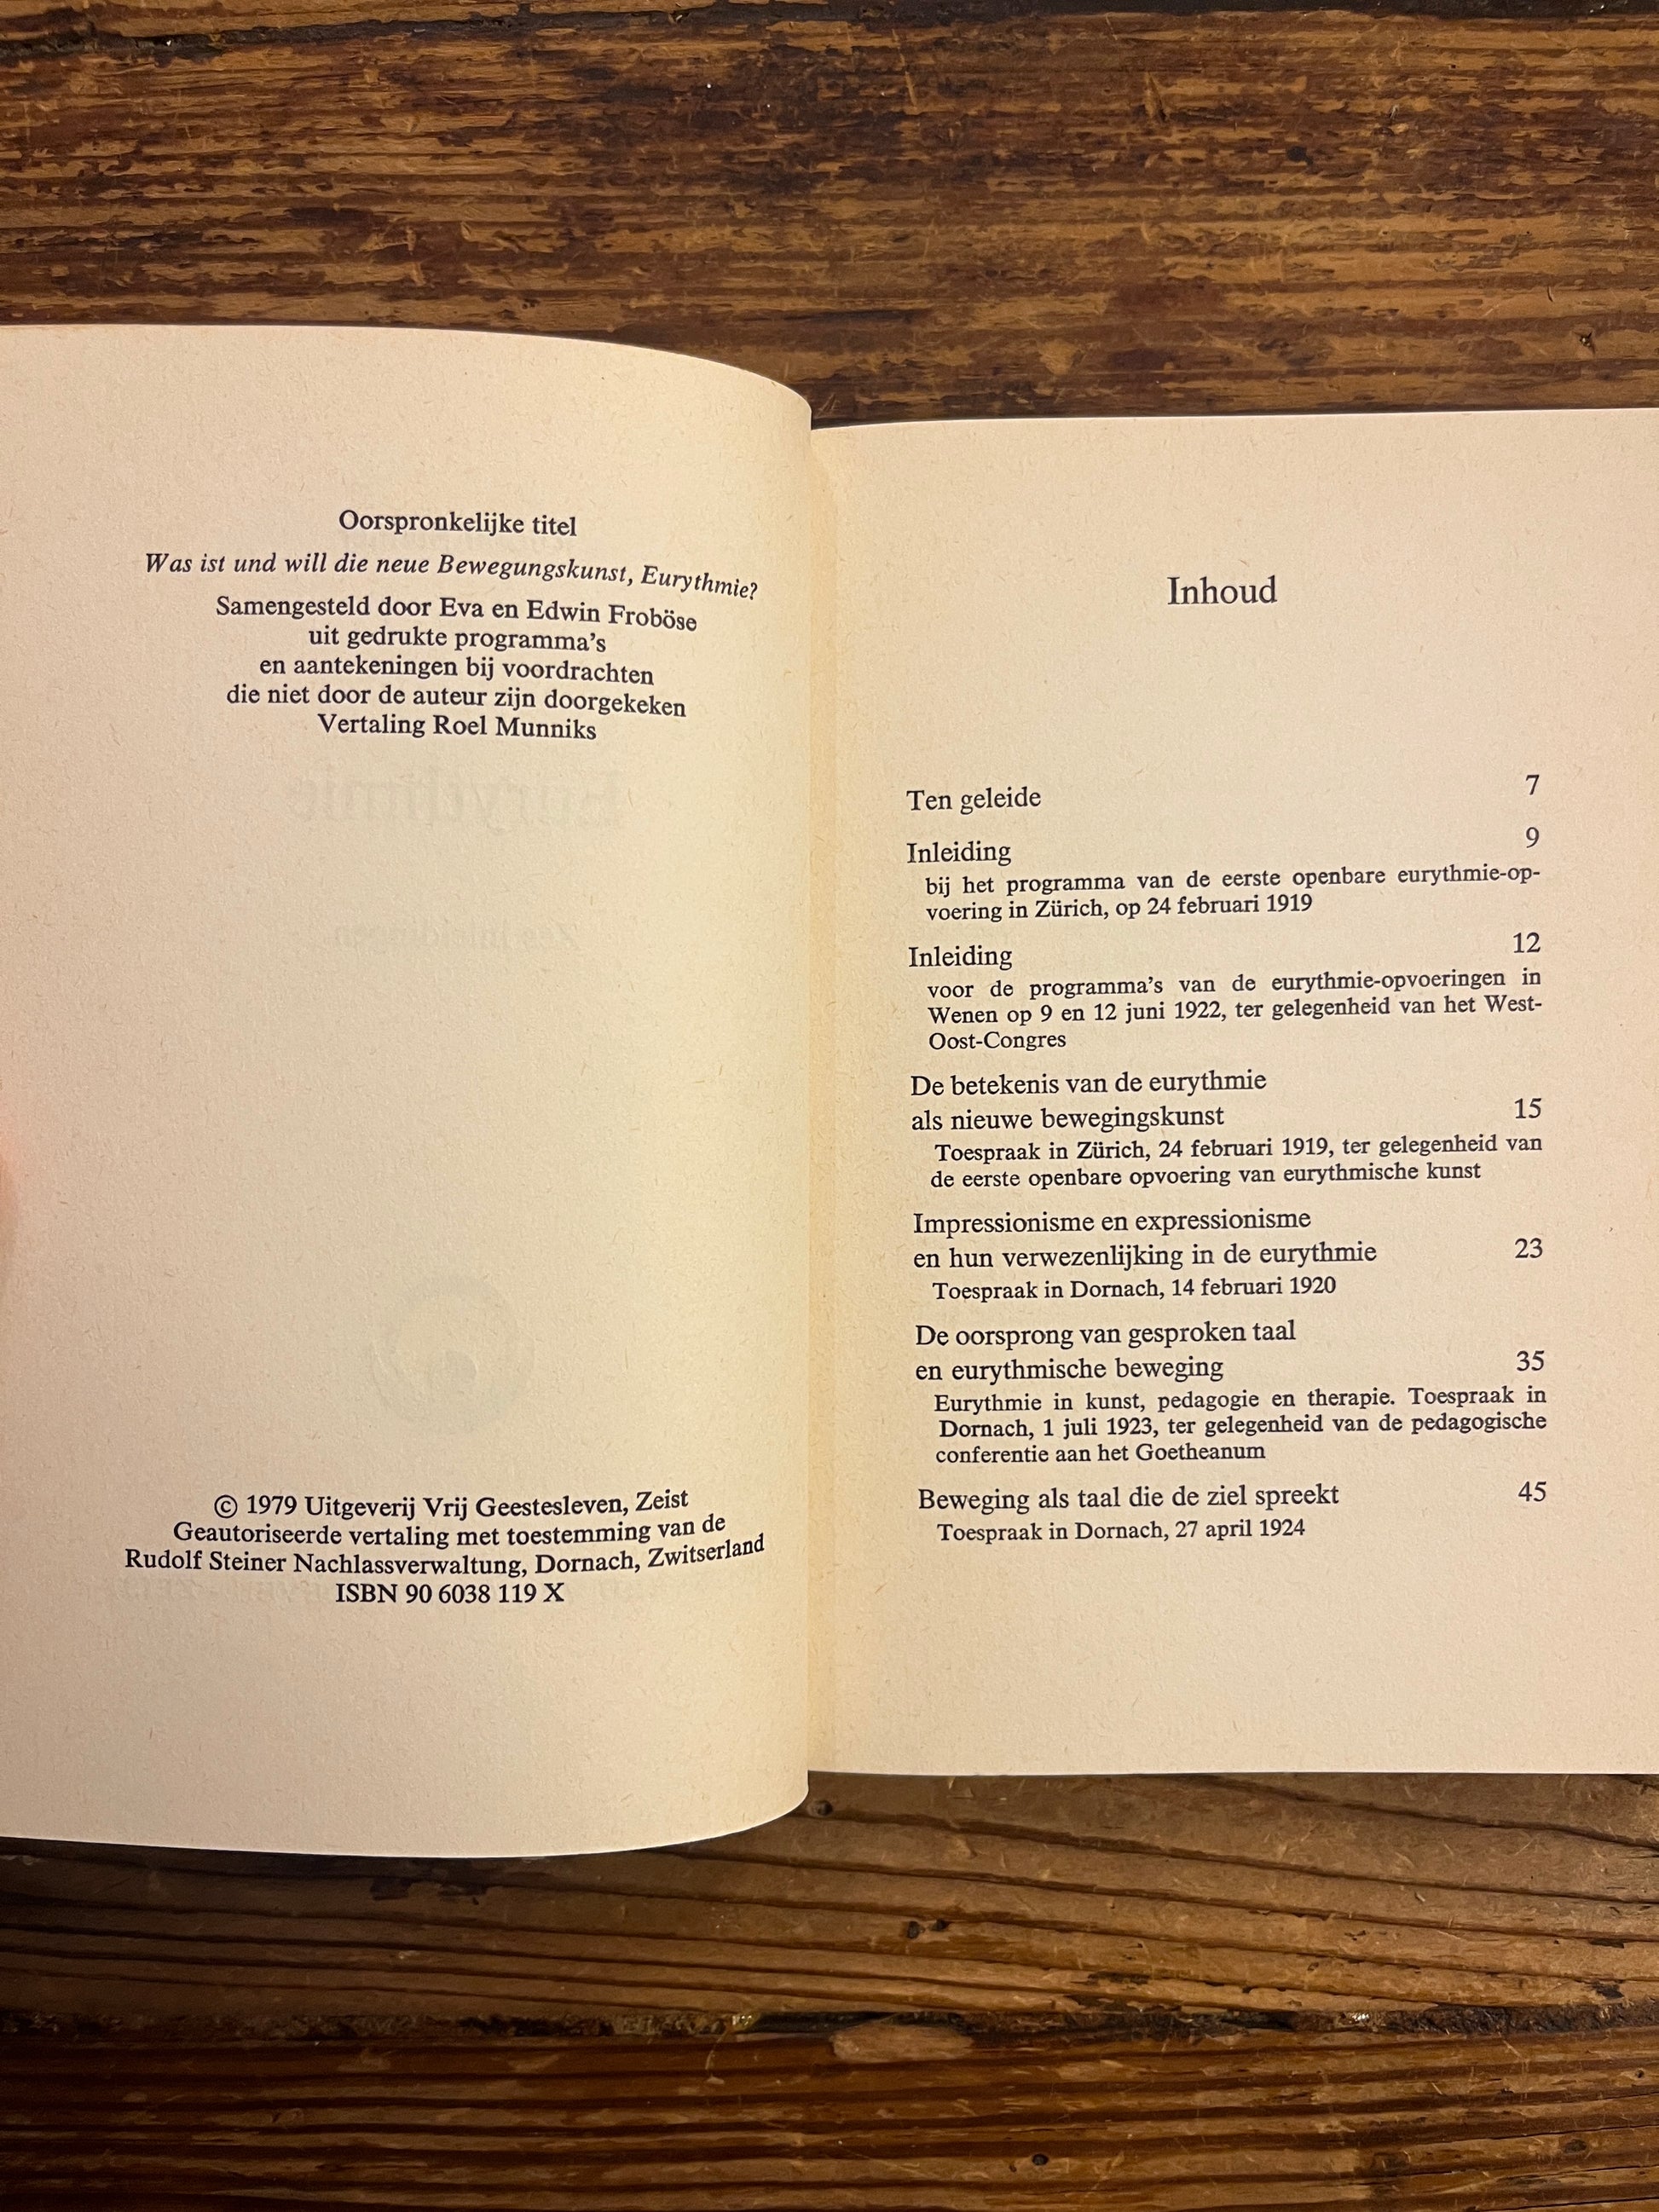 Oorspronkelijke titel
Was ist und will die neue Bewegungskunst, Eurythmie?
Samengesteld door Eva en Edwin Froböse
uit gedrukte programma's
en aantekeningen bij voordrachten
die niet door de auteur zijn doorgekeken
Vertaling Roel Munniks
© 1979 Uitgeverij Vrij Geestesleven, Zeist
Geautoriseerde vertaling met toestemming van de
Rudolf Steiner Nachlassverwaltung, Dornach, Zwitserland
ISBN 90 6038 119 X
Inhoud
Ten geleide 7
Inleiding 9
bij het programma van de eerste openbare eurythmie-op-
voering in Zürich, op 24 februari 1919
Inleiding 12
voor de programma's van de eurythmie-opvoeringen in
Wenen op 9 en 12 juni 1922, ter gelegenheid van het West-
Oost-Congres
De betekenis van de eurythmie
als nieuwe bewegingskunst 15
Toespraak in Zürich, 24 februari 1919, ter gelegenheid van
de eerste openbare opvoering van eurythmische kunst
Impressionisme en expressionisme
en hun verwezenlijking in de eurythmie 23
Toespraak in Dornach, 14 februari 1920
De oorsprong van gesproken taal
en eurythmische beweging 35
Eurythmie in kunst, pedagogie en therapie. Toespraak in
Dornach, 1 juli 1923, ter gelegenheid van de pedagogische
conferentie aan het Goetheanum
Beweging als taal die de ziel spreekt 45
Toespraak in Dornach, 27 april 1924